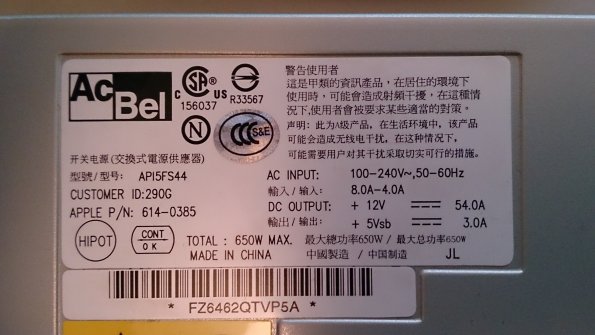 AcBel
C US
156037
R33567
N
CCC S&E
警告使用者
這是甲類的資訊產品，在居住的環境下
使用時，可能會造成射頻干擾，在這種情
況下,使用者會被要求某些適當的對策。
声明：此为A级产品，在生活环境中，该产品
可能会造成无线电干扰，在这种情况下，
可能需要用户对其干扰采取切实可行的措施。
开关电源(交換式電源供應器)
型號/型号: API5FS44
CUSTOMER ID:290G
APPLE P/N: 614-0385
AC INPUT: 100-240V~,50-60Hz
輸入 / 输入: 8.0A-4.0A
DC OUTPUT: + 12V 54.0A
輸出 / 输出: + 5Vsb 3.0A
HIPOT
CONT
OK
TOTAL : 650W MAX. 最大總功率650W / 最大总功率650W
MADE IN CHINA 中國製造 / 中国制造 JL
* FZ6462QTVP5A *